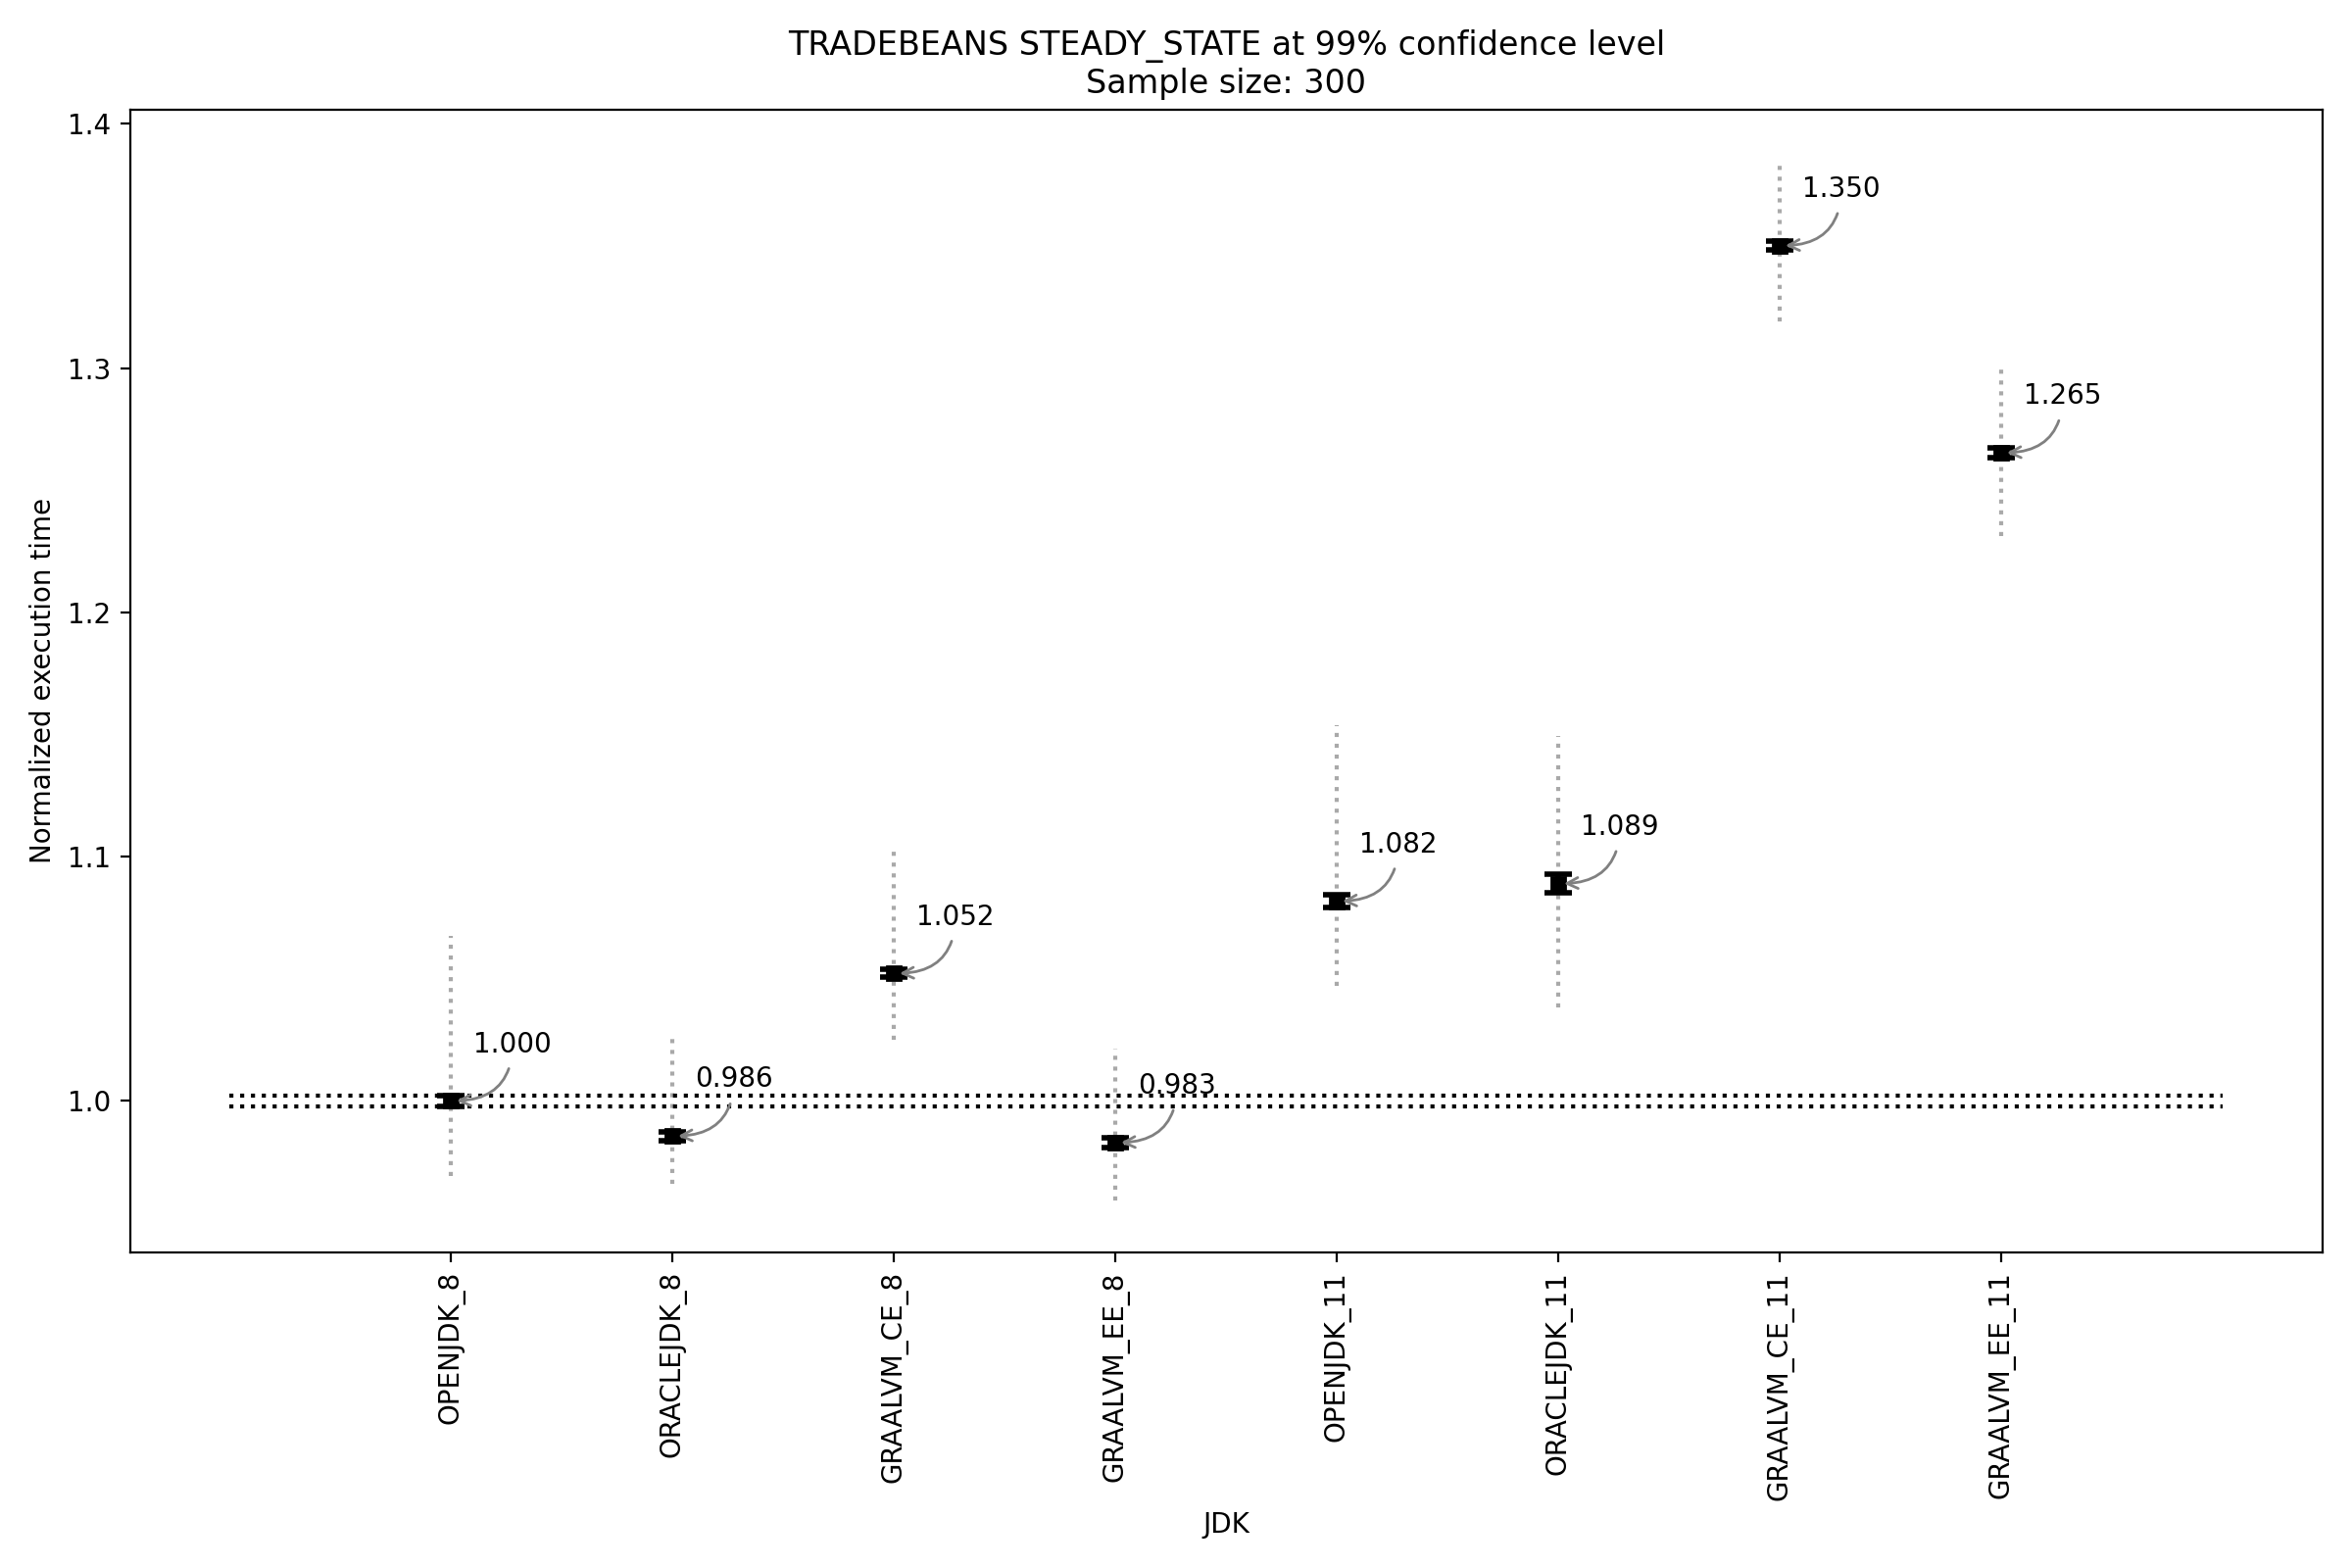 TRADEBEANS STEADY_STATE at 99% confidence level
Sample size: 300
Normalized execution time
1.4
1.3
1.2
1.1
1.0
1.000
0.986
1.052
0.983
1.082
1.089
1.350
1.265
OPENJDK_8
ORACLEJDK_8
GRAALVM_CE_8
GRAALVM_EE_8
OPENJDK_11
ORACLEJDK_11
GRAALVM_CE_11
GRAALVM_EE_11
JDK